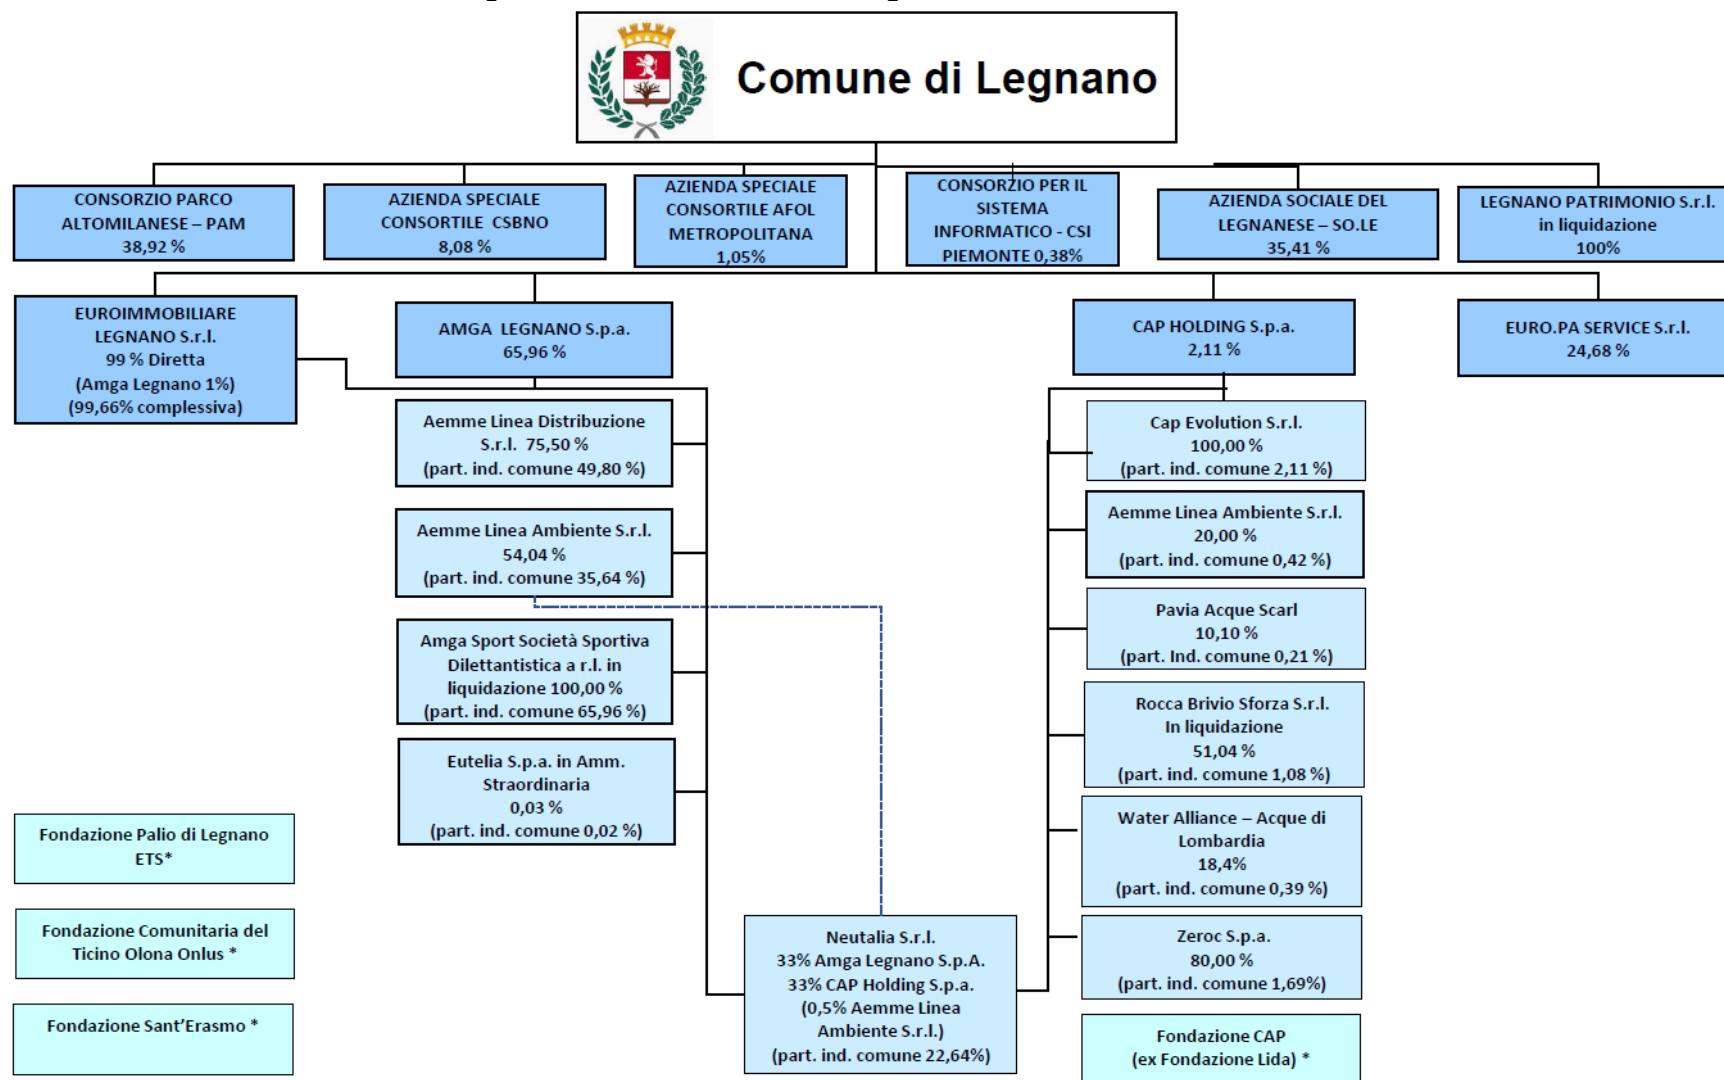 Comune di Legnano
CONSORZIO PARCO
ALTOMILANESE – PAM
38,92 %
AZIENDA SPECIALE
CONSORTILE CSBNO
8,08 %
AZIENDA SPECIALE
CONSORTILE AFOL
METROPOLITANA
1,05%
CONSORZIO PER IL
SISTEMA
INFORMATICO - CSI
PIEMONTE 0,38%
AZIENDA SOCIALE DEL
LEGNANESE – SO.LE
35,41 %
LEGNANO PATRIMONIO S.r.l.
in liquidazione
100%
EUROIMMOBILIARE
LEGNANO S.r.l.
99 % Diretta
(Amga Legnano 1%)
(99,66% complessiva)
AMGA LEGNANO S.p.a.
65,96 %
CAP HOLDING S.p.a.
2,11 %
EURO.PA SERVICE S.r.l.
24,68 %
Aemme Linea Distribuzione
S.r.l. 75,50 %
(part. ind. comune 49,80 %)
Aemme Linea Ambiente S.r.l.
54,04 %
(part. ind. comune 35,64 %)
Amga Sport Società Sportiva
Dilettantistica a r.l. in
liquidazione 100,00 %
(part. ind. comune 65,96 %)
Eutelia S.p.a. in Amm.
Straordinaria
0,03 %
(part. ind. comune 0,02 %)
Cap Evolution S.r.l.
100,00 %
(part. ind. comune 2,11 %)
Aemme Linea Ambiente S.r.l.
20,00 %
(part. ind. comune 0,42 %)
Pavia Acque Scarl
10,10 %
(part. Ind. comune 0,21 %)
Rocca Brivio Sforza S.r.l.
In liquidazione
51,04 %
(part. ind. comune 1,08 %)
Water Alliance – Acque di
Lombardia
18,4%
(part. ind. comune 0,39 %)
Zeroc S.p.a.
80,00 %
(part. ind. comune 1,69%)
Fondazione CAP
(ex Fondazione Lida) *
Neutalia S.r.l.
33% Amga Legnano S.p.A.
33% CAP Holding S.p.a.
(0,5% Aemme Linea
Ambiente S.r.l.)
(part. ind. comune 22,64%)
Fondazione Palio di Legnano
ETS*
Fondazione Comunitaria del
Ticino Olona Onlus *
Fondazione Sant’Erasmo *